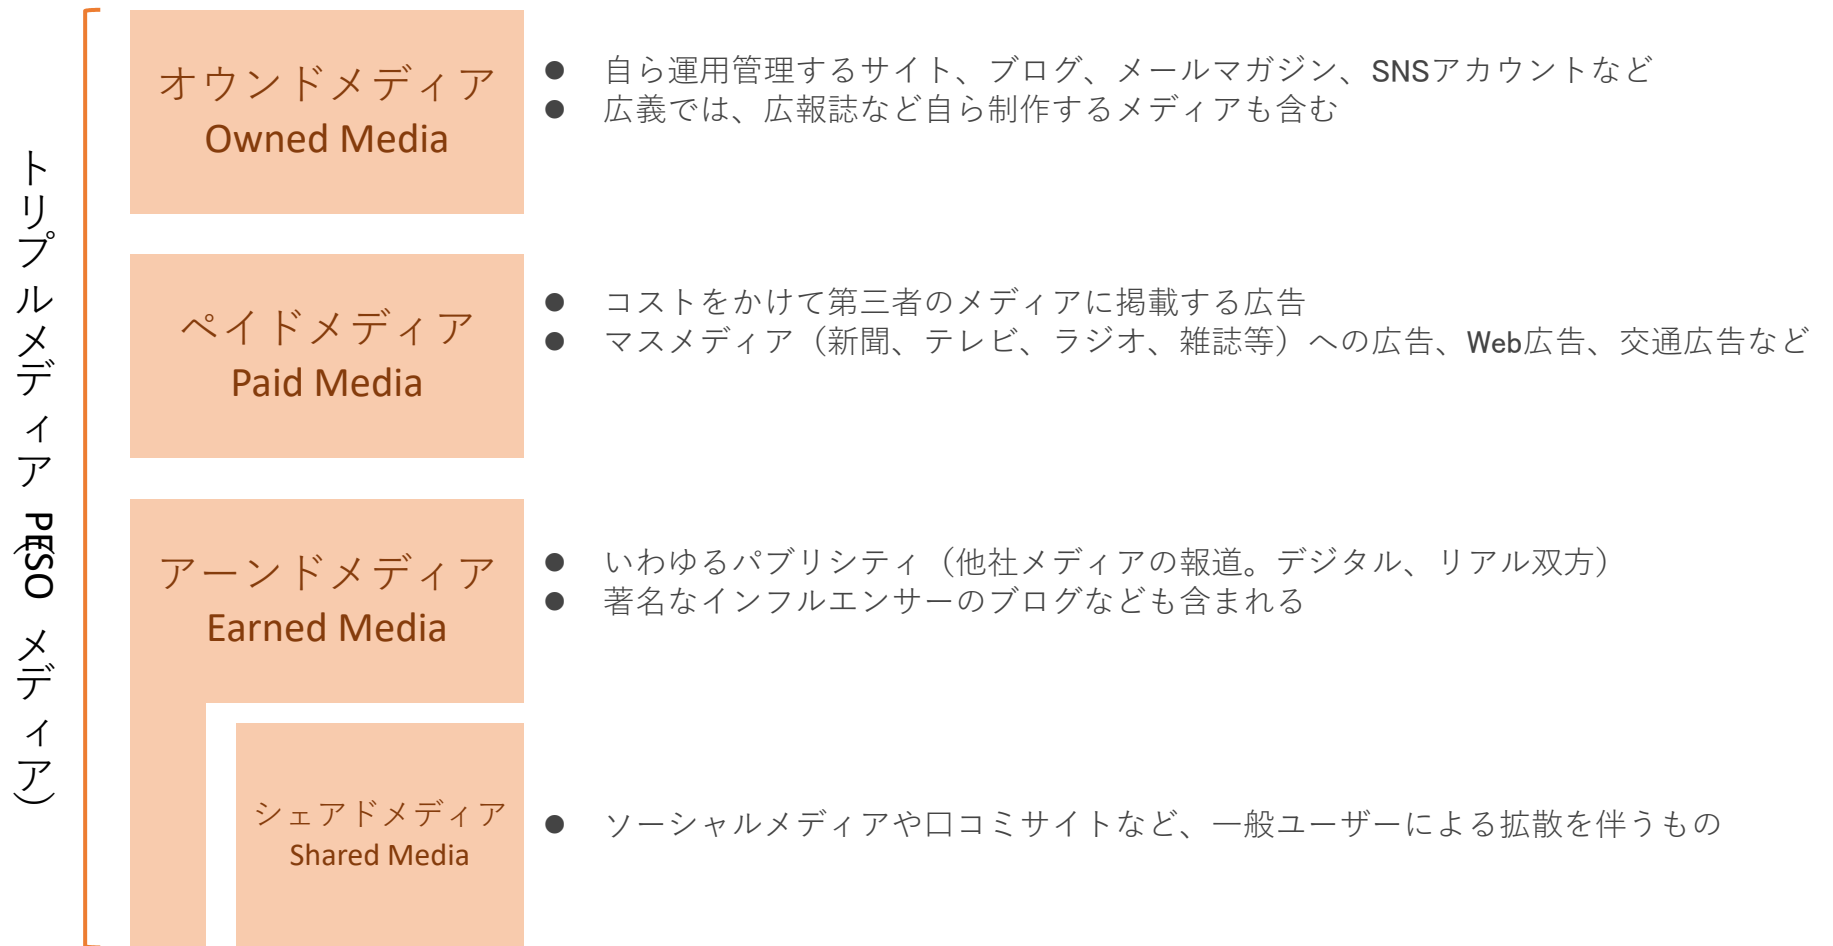 トリプルメディア（PESO メディア）
オウンドメディア
Owned Media
● 自ら運用管理するサイト、ブログ、メールマガジン、SNSアカウントなど
● 広義では、広報誌など自ら制作するメディアも含む
ペイドメディア
Paid Media
● コストをかけて第三者のメディアに掲載する広告
● マスメディア（新聞、テレビ、ラジオ、雑誌等）への広告、Web広告、交通広告など
アーンドメディア
Earned Media
● いわゆるパブリシティ（他社メディアの報道。デジタル、リアル双方）
● 著名なインフルエンサーのブログなども含まれる
シェアドメディア
Shared Media
● ソーシャルメディアや口コミサイトなど、一般ユーザーによる拡散を伴うもの